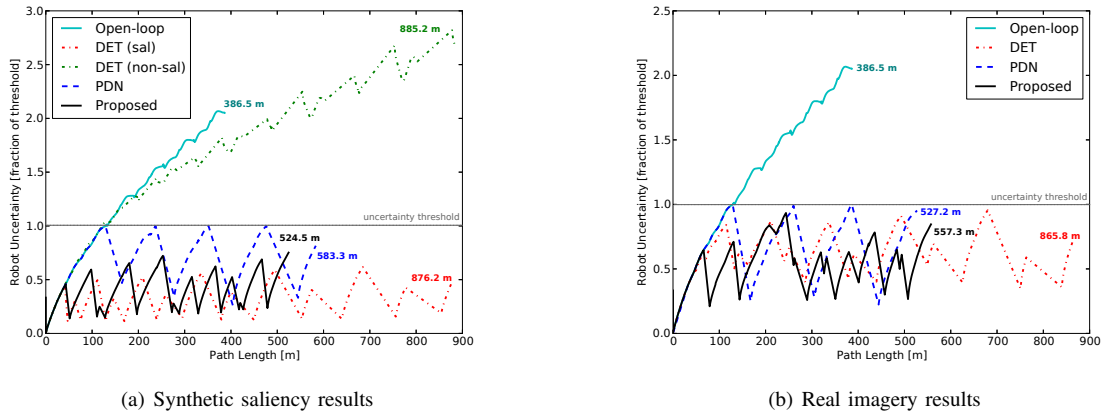 3.0
2.5
2.0
1.5
1.0
0.5
0.0
Robot Uncertainty [fraction of threshold]
Open-loop
DET (sal)
DET (non-sal)
PDN
Proposed
885.2 m
386.5 m
uncertainty threshold
524.5 m
583.3 m
876.2 m
0 100 200 300 400 500 600 700 800 900
Path Length [m]
(a) Synthetic saliency results
2.5
2.0
1.5
1.0
0.5
0.0
Robot Uncertainty [fraction of threshold]
Open-loop
DET
PDN
Proposed
386.5 m
uncertainty threshold
527.2 m
557.3 m
865.8 m
0 100 200 300 400 500 600 700 800 900
Path Length [m]
(b) Real imagery results